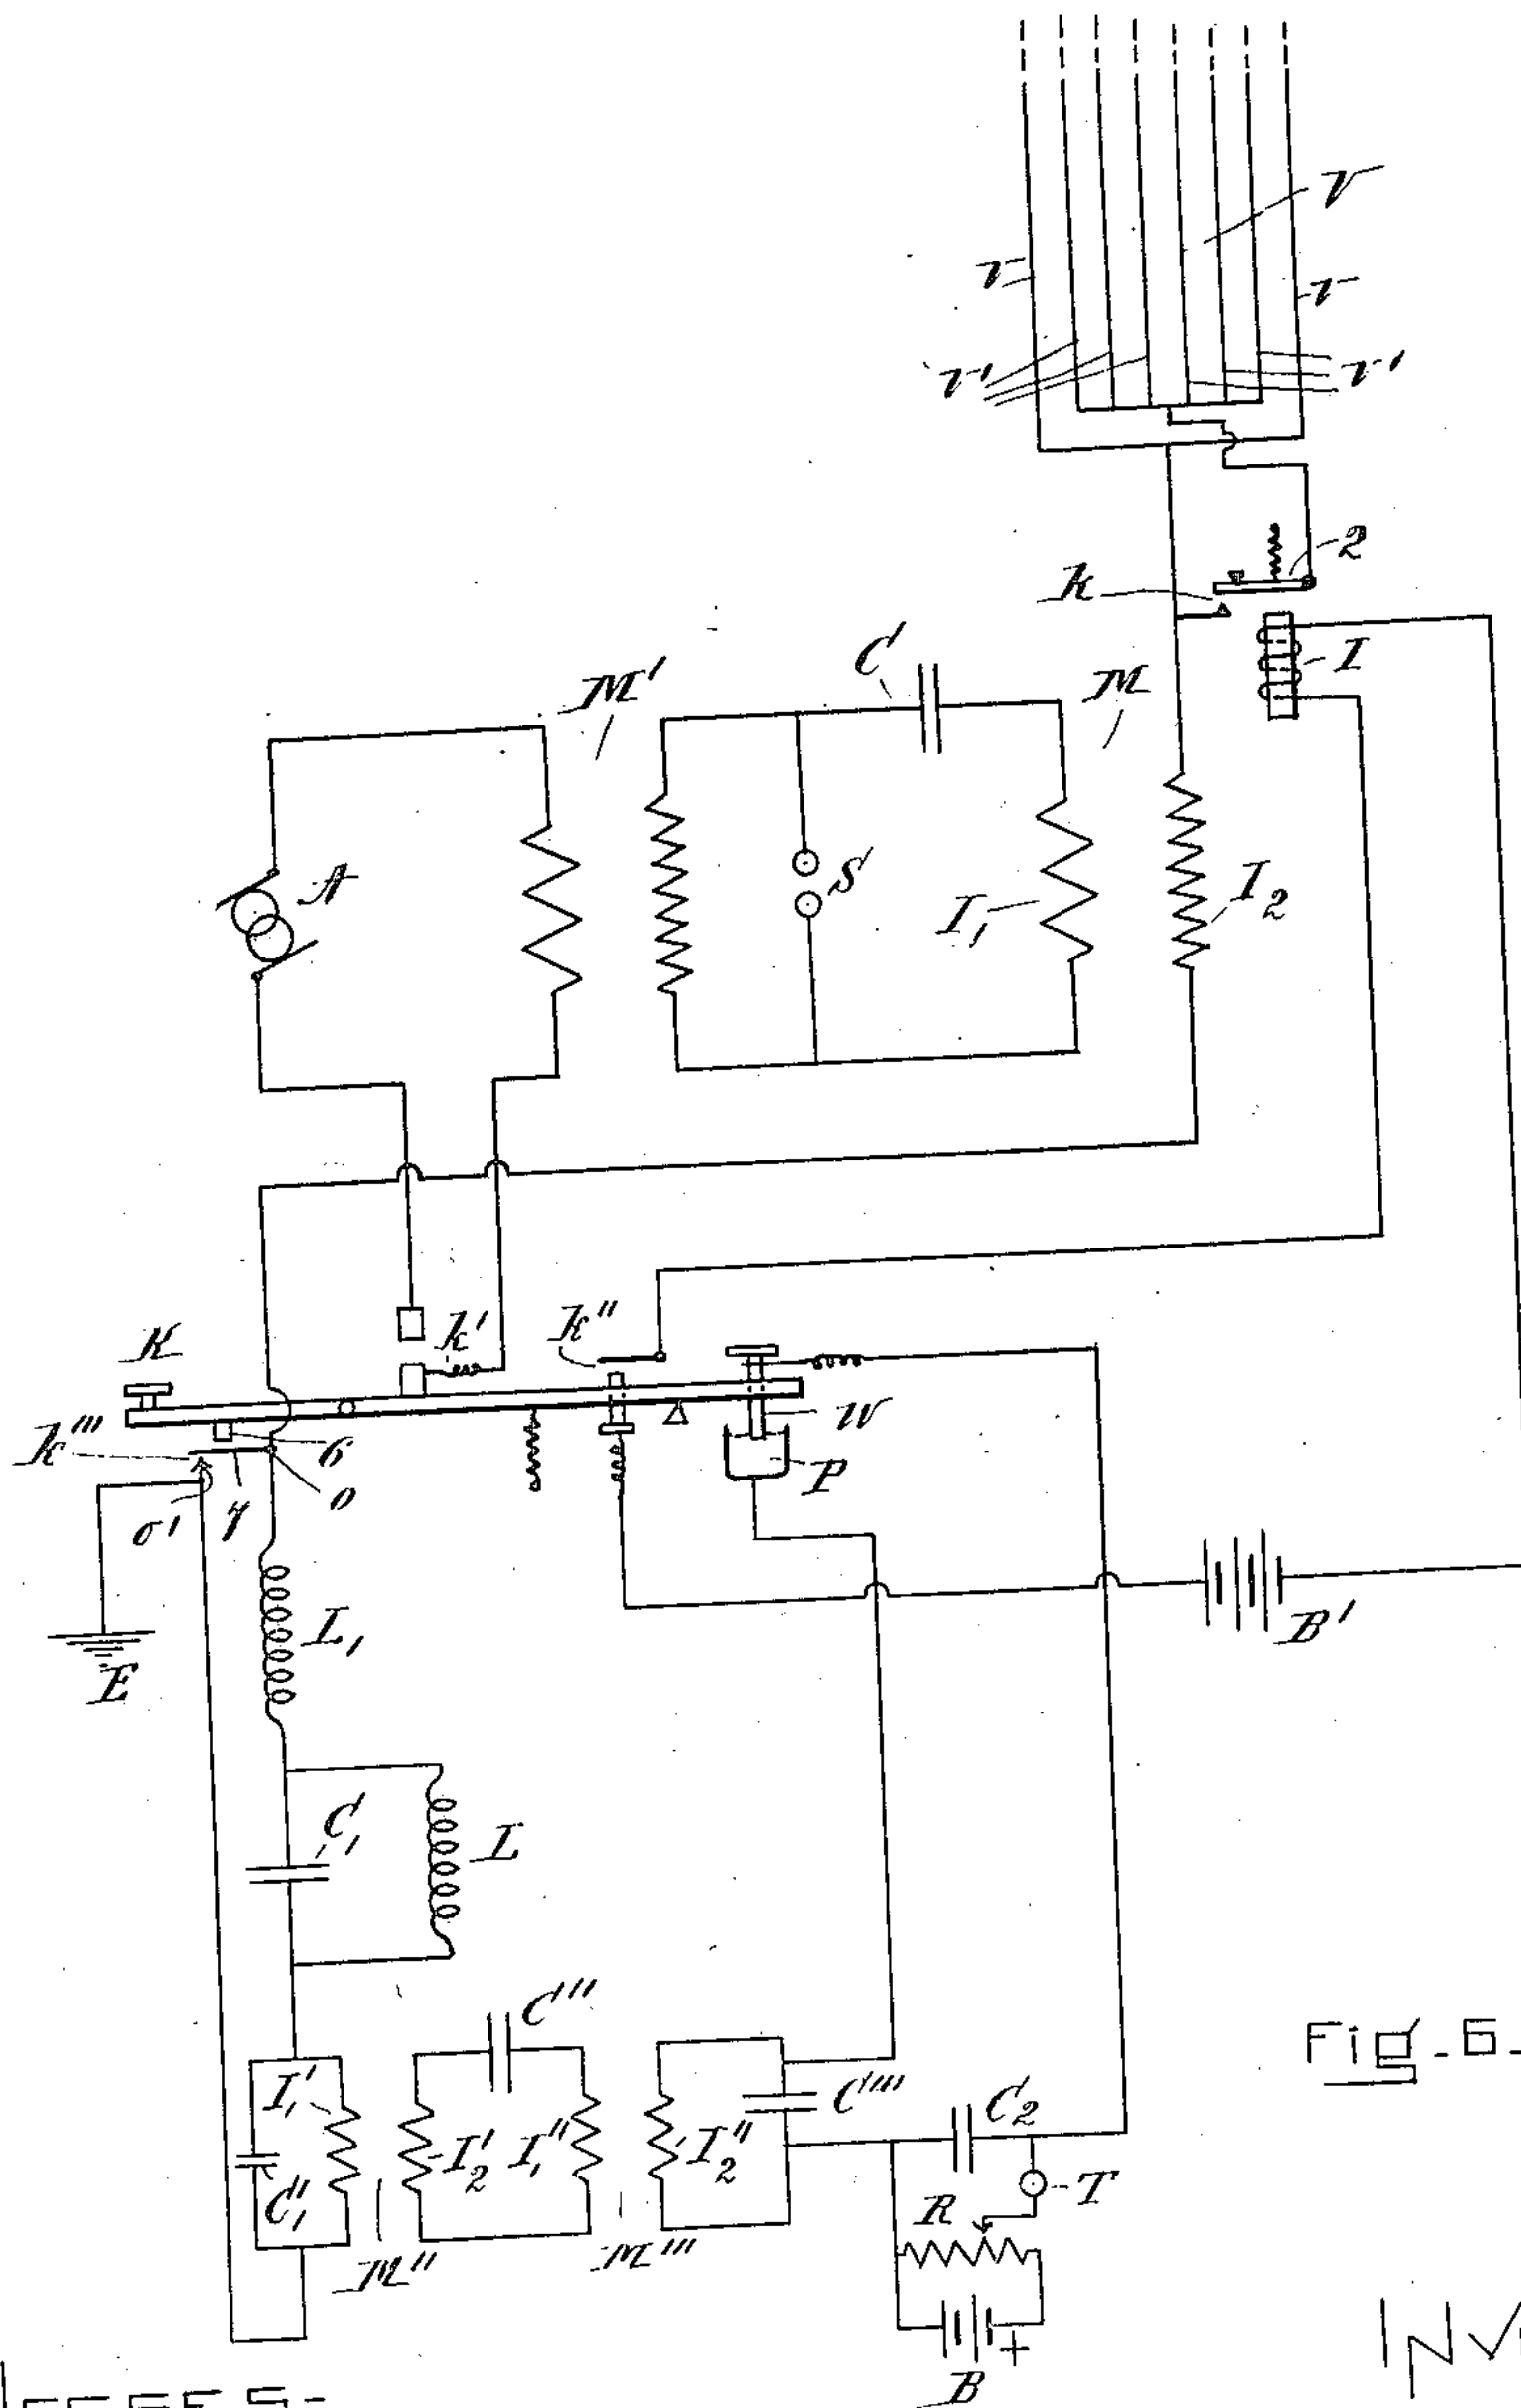 V
v
v
v'
v'
2
k
I
C
M'
M
A
S
I₁
I₂
K
k'
k''
k'''
6
w
P
o
o'
7
L₁
B'
E
C₁
L
C''
Fig. 6.
I₁'
I₂'
I₁''
I₂''
C''''
C₂
C₁''
T
R
M''
M'''
B
+